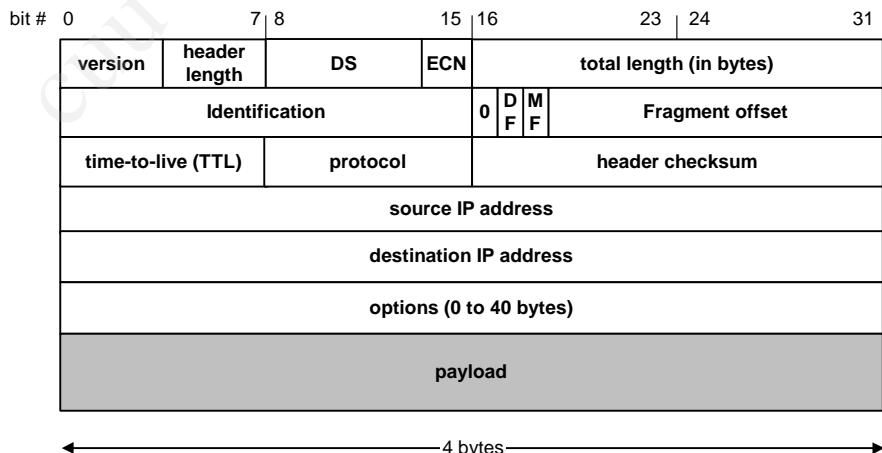 bit # 0 7 8 15 16 23 24 31
version header length DS ECN total length (in bytes)
Identification 0 DF MF Fragment offset
time-to-live (TTL) protocol header checksum
source IP address
destination IP address
options (0 to 40 bytes)
payload
4 bytes